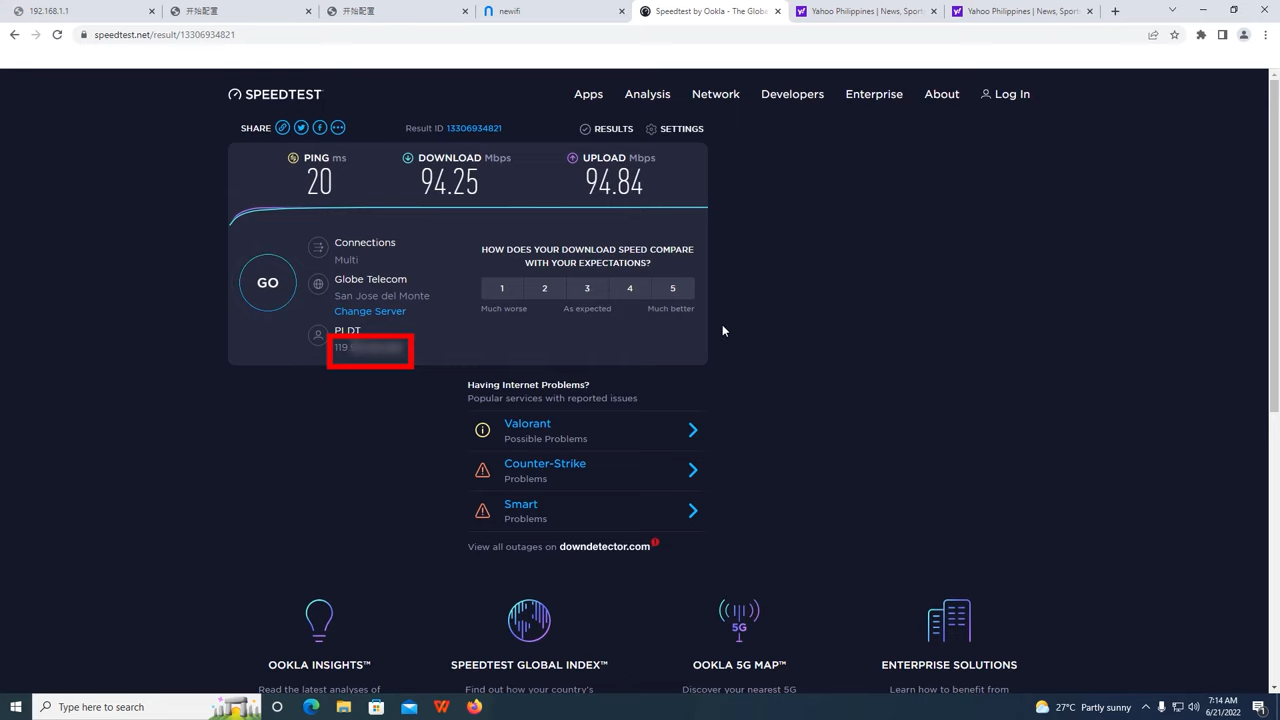 192.168.1.1
开始配置
开始配置
newifi
Speedtest by Ookla - The Globa
Yahoo Philippines | News, Sport
Yahoo Philippines | News, Sport
speedtest.net/result/13306934821
SPEEDTEST
Apps Analysis Network Developers Enterprise About Log In
SHARE
Result ID 13306934821
RESULTS SETTINGS
PING ms
20
DOWNLOAD Mbps
94.25
UPLOAD Mbps
94.84
GO
Connections
Multi
Globe Telecom
San Jose del Monte
Change Server
PLDT
119.
HOW DOES YOUR DOWNLOAD SPEED COMPARE
WITH YOUR EXPECTATIONS?
1 2 3 4 5
Much worse As expected Much better
Having Internet Problems?
Popular services with reported issues
Valorant
Possible Problems
Counter-Strike
Problems
Smart
Problems
View all outages on downdetector.com
5G
OOKLA INSIGHTS™
Read the latest analyses of
SPEEDTEST GLOBAL INDEX™
Find out how your country's
OOKLA 5G MAP™
Discover your nearest 5G
ENTERPRISE SOLUTIONS
Learn how to benefit from
Type here to search
27°C Partly sunny
7:14 AM
6/21/2022